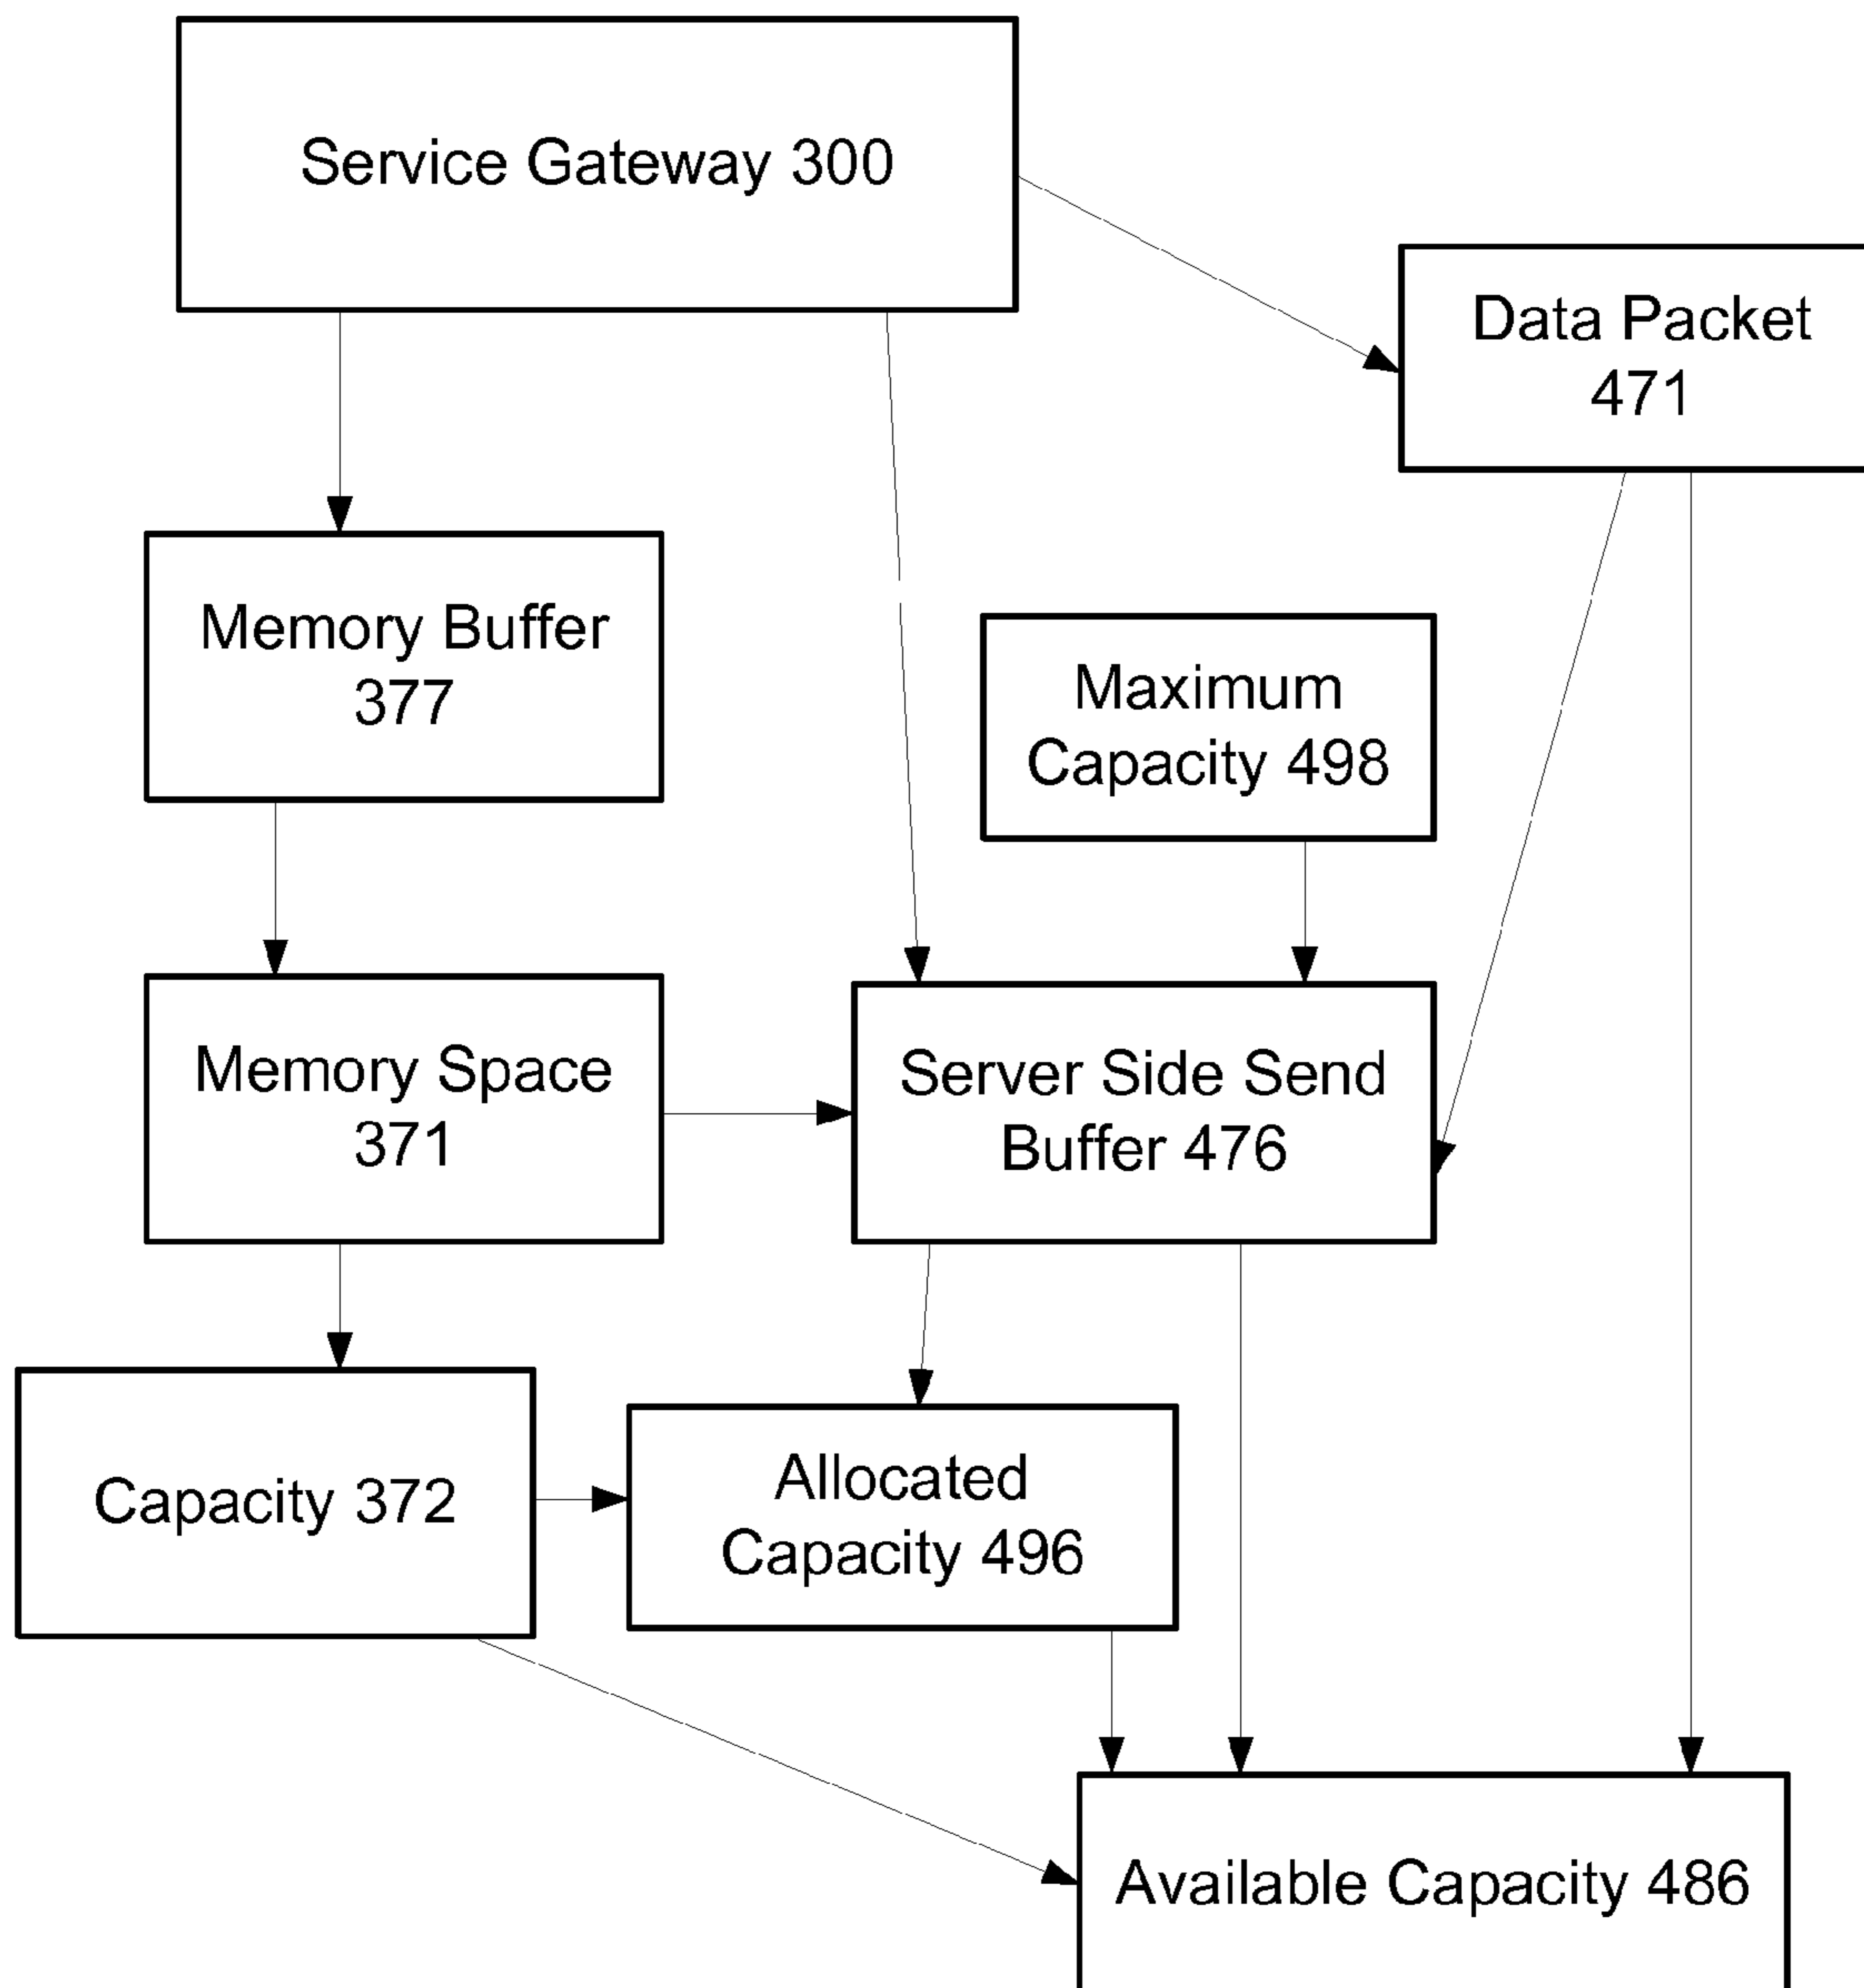 Service Gateway 300
Data Packet
471
Memory Buffer
377
Maximum
Capacity 498
Memory Space
371
Server Side Send
Buffer 476
Capacity 372
Allocated
Capacity 496
Available Capacity 486